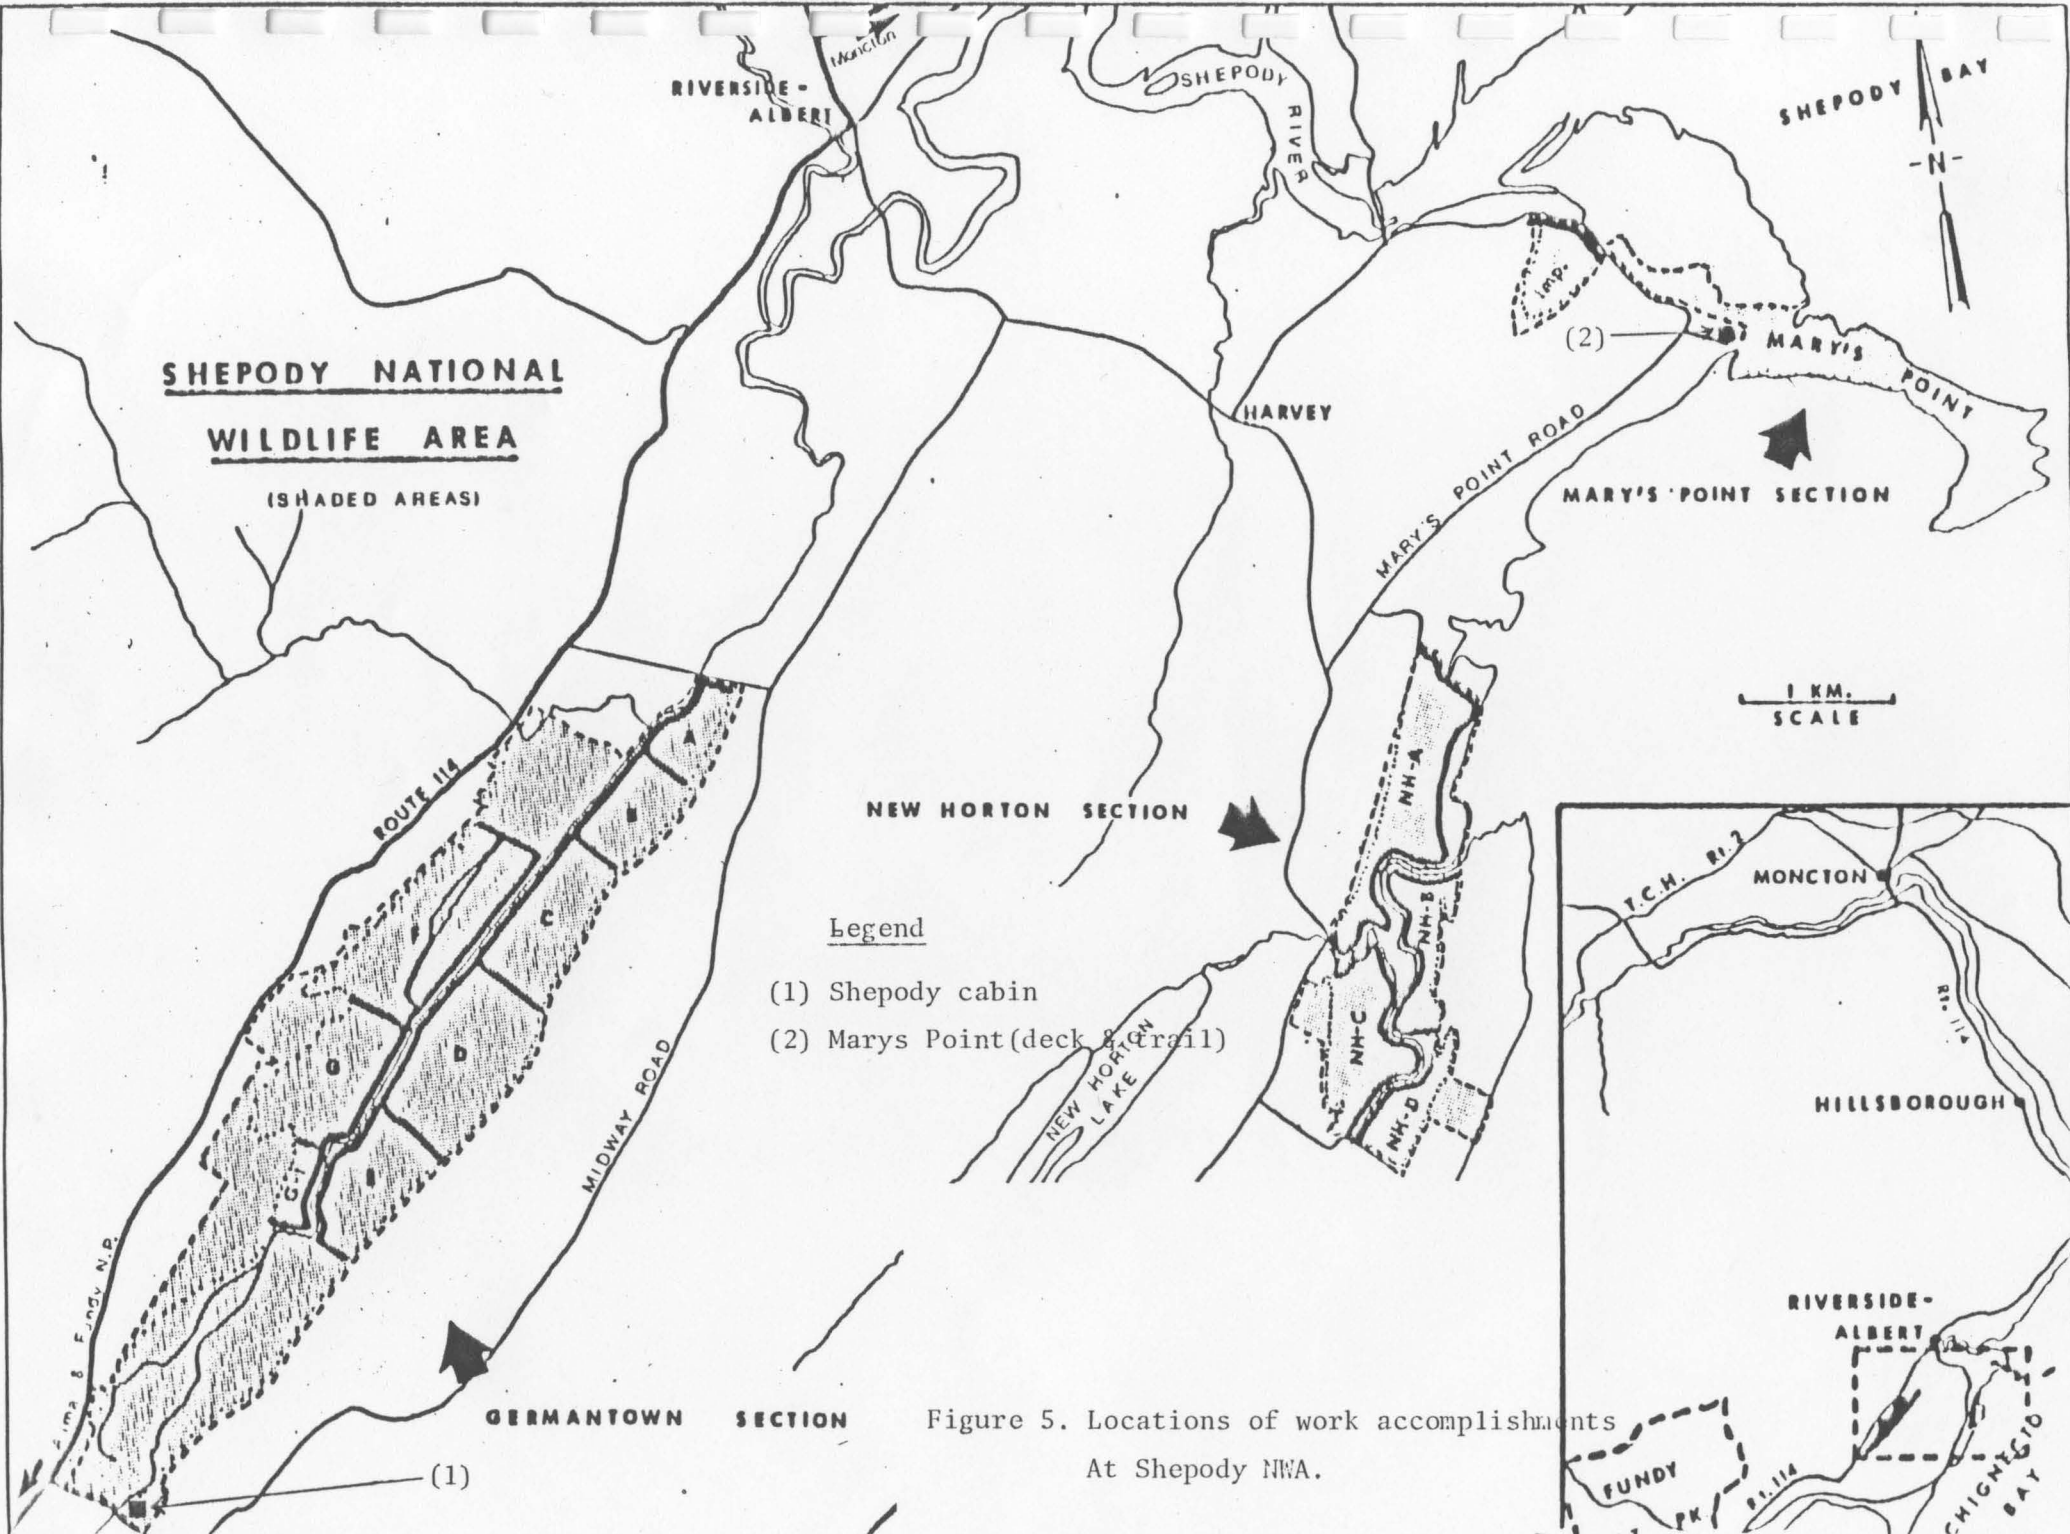 Moncton
RIVERSIDE-
ALBERT
SHEPODY
RIVER
SHEPODY BAY
-N-
SHEPODY NATIONAL
WILDLIFE AREA
(SHADED AREAS)
Imp.
(2)
MARY'S
POINT
HARVEY
MARY'S POINT ROAD
MARY'S POINT SECTION
1 KM.
SCALE
ROUTE 114
A
B
C
D
G
G-1
NEW HORTON SECTION
NH-A
NH-B
NH-C
NH-D
Legend
(1) Shepody cabin
(2) Marys Point(deck & trail)
NEW HORTON
LAKE
MIDWAY ROAD
Alma & Fundy N.P.
GERMANTOWN SECTION
(1)
Figure 5. Locations of work accomplishments
At Shepody NWA.
T.C.H. Rt. 2
MONCTON
Rt. 114
HILLSBOROUGH
RIVERSIDE-
ALBERT
FUNDY
PK
Rt. 114
CHIGNECTO
BAY